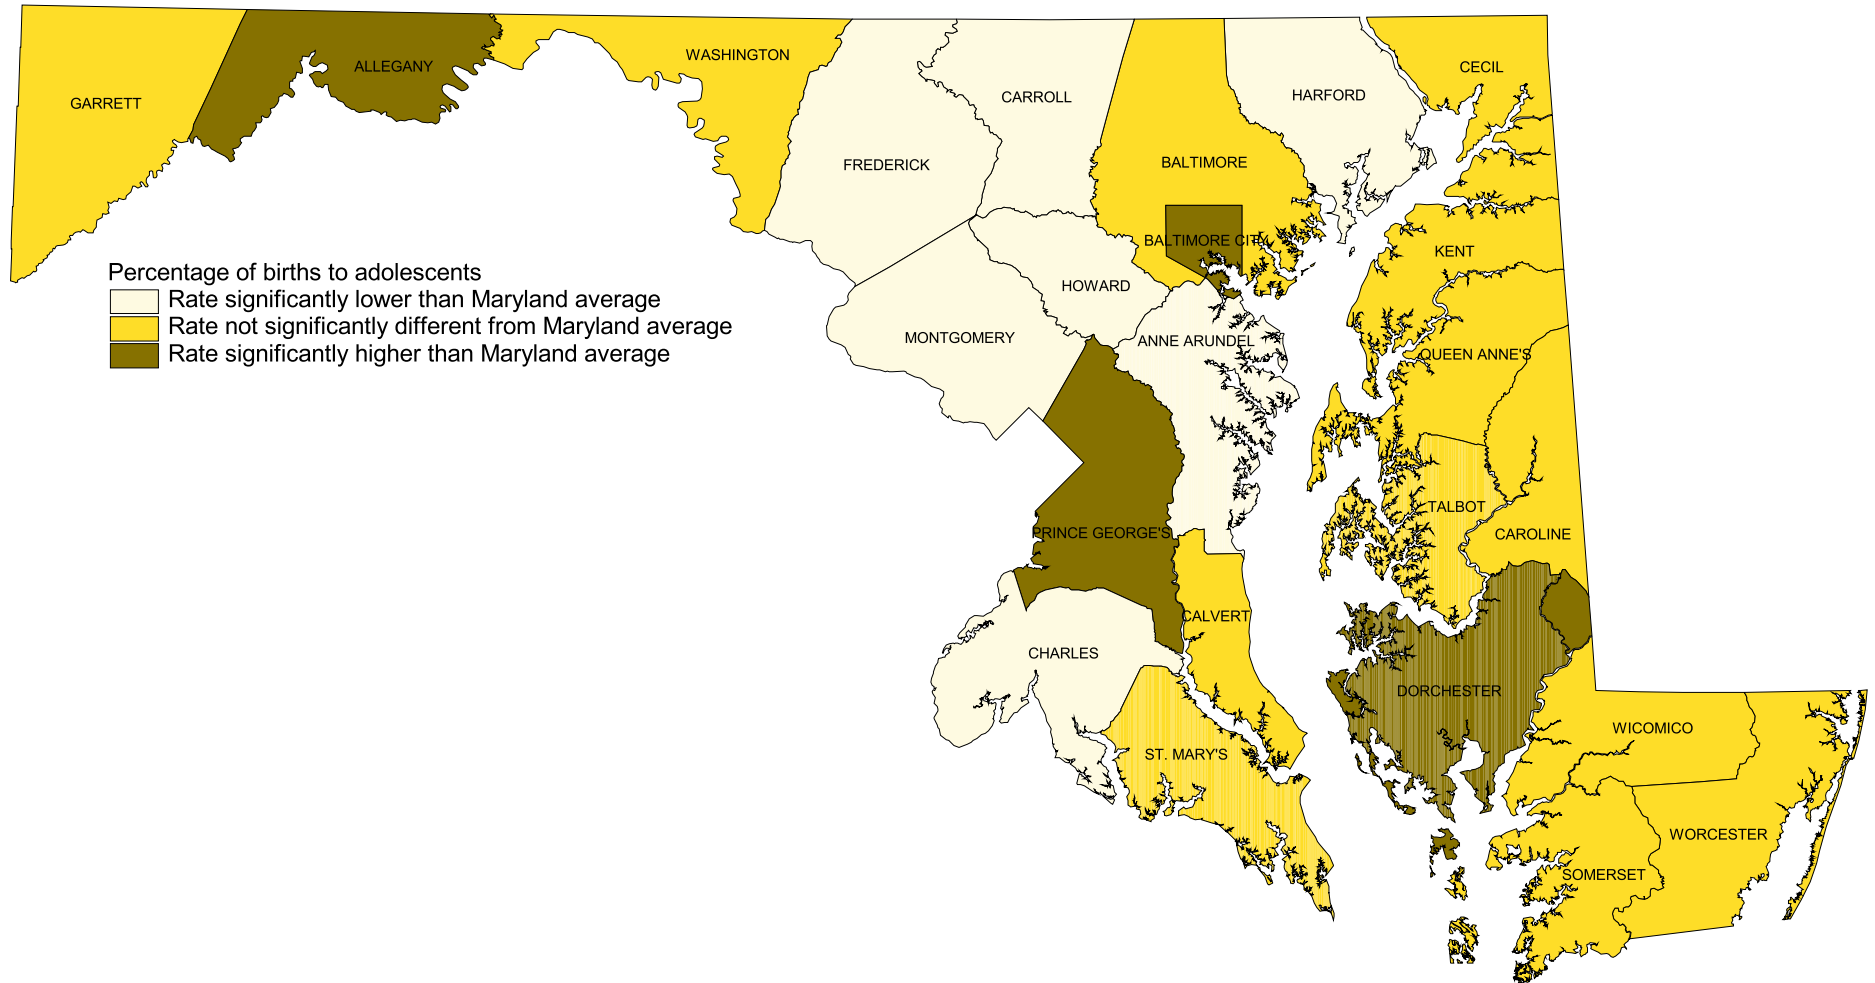 WASHINGTON
ALLEGANY
CECIL
HARFORD
CARROLL
GARRETT
BALTIMORE
FREDERICK
BALTIMORE CITY
KENT
Percentage of births to adolescents
HOWARD
Rate significantly lower than Maryland average
Rate not significantly different from Maryland average
MONTGOMERY
ANNE ARUNDEL
Rate significantly higher than Maryland average
QUEEN ANNE'S
TALBOT
PRINCE GEORGE'S
CAROLINE
CALVERT
CHARLES
DORCHESTER
WICOMICO
ST. MARY'S
WORCESTER
SOMERSET